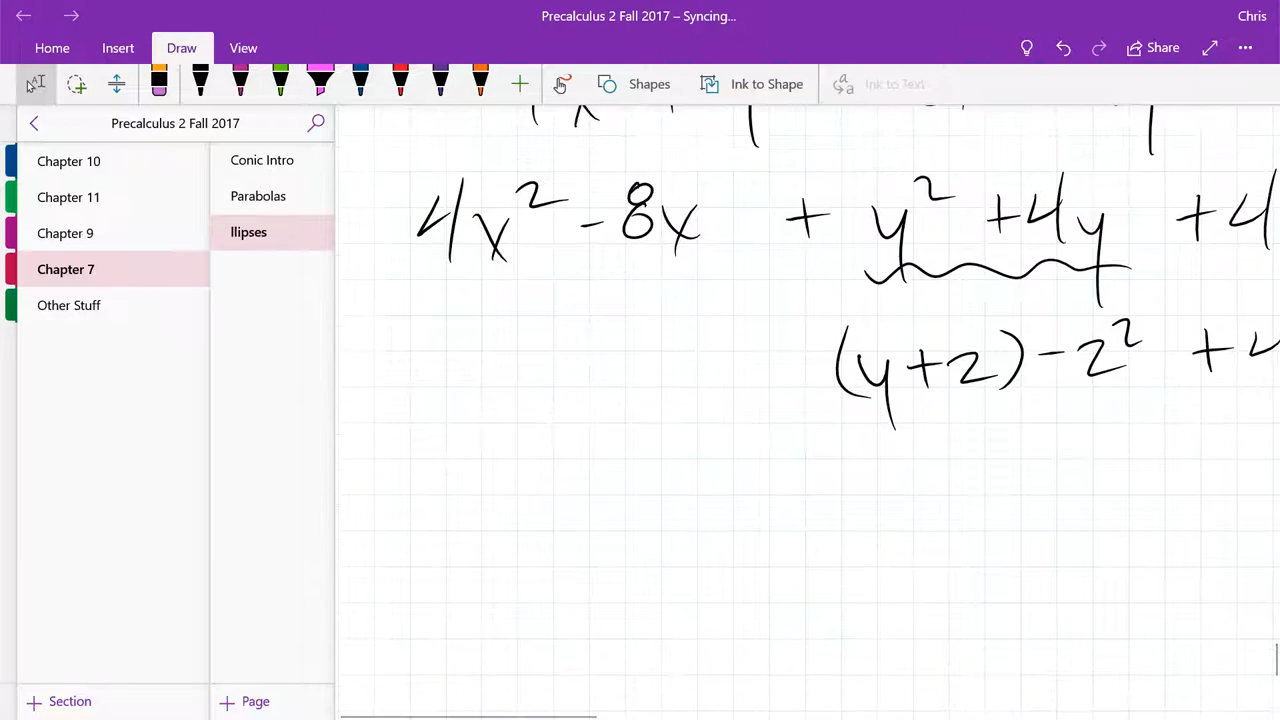 Precalculus 2 Fall 2017 – Syncing...
Chris
Home
Insert
Draw
View
Share
Shapes
Ink to Shape
Ink to Text
Precalculus 2 Fall 2017
Chapter 10
Chapter 11
Chapter 9
Chapter 7
Other Stuff
Conic Intro
Parabolas
Ilipses
4x² - 8x + y² + 4y + 4
(y+2) - 2² +
+ Section
+ Page